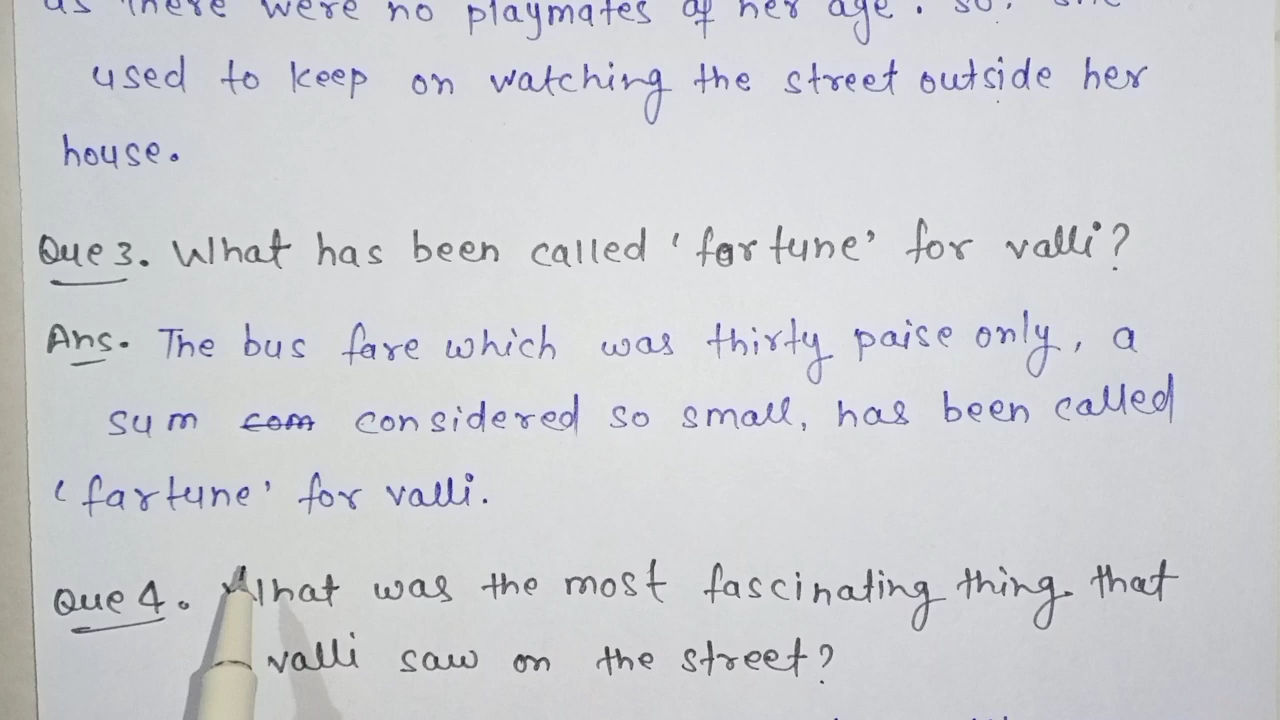 as there were no playmates of her age. so, she
used to keep on watching the street outside her
house.
Que 3. What has been called 'fortune' for valli?
Ans. The bus fare which was thirty paise only, a
sum com considered so small, has been called
'fartune' for valli.
Que 4. What was the most fascinating thing that
valli saw on the street?